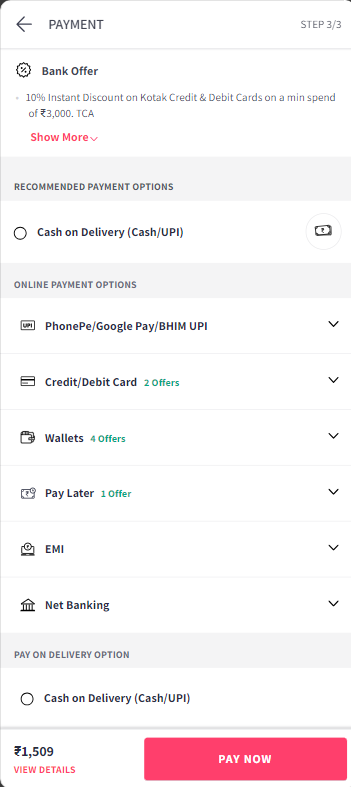 PAYMENT
STEP 3/3
Bank Offer
10% Instant Discount on Kotak Credit & Debit Cards on a min spend
of ₹3,000. TCA
Show More
RECOMMENDED PAYMENT OPTIONS
Cash on Delivery (Cash/UPI)
ONLINE PAYMENT OPTIONS
UPI PhonePe/Google Pay/BHIM UPI
Credit/Debit Card 2 Offers
Wallets 4 Offers
Pay Later 1 Offer
EMI
Net Banking
PAY ON DELIVERY OPTION
Cash on Delivery (Cash/UPI)
₹1,509
VIEW DETAILS
PAY NOW